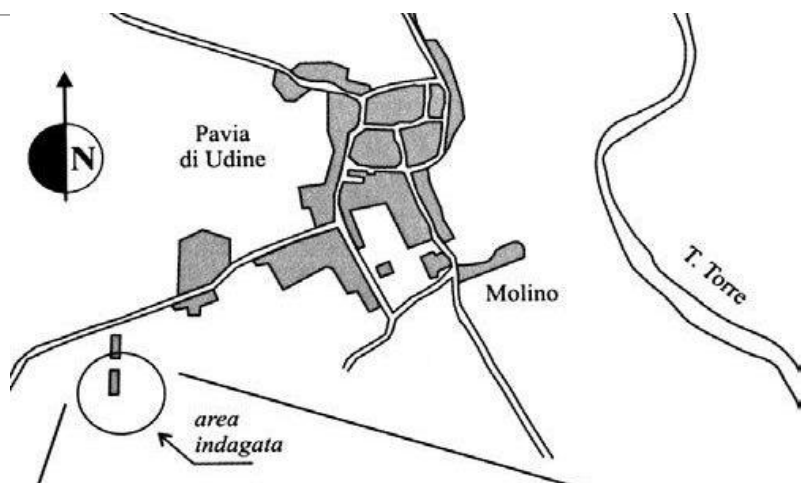 Pavia
di Udine
N
T. Torre
Molino
area
indagata